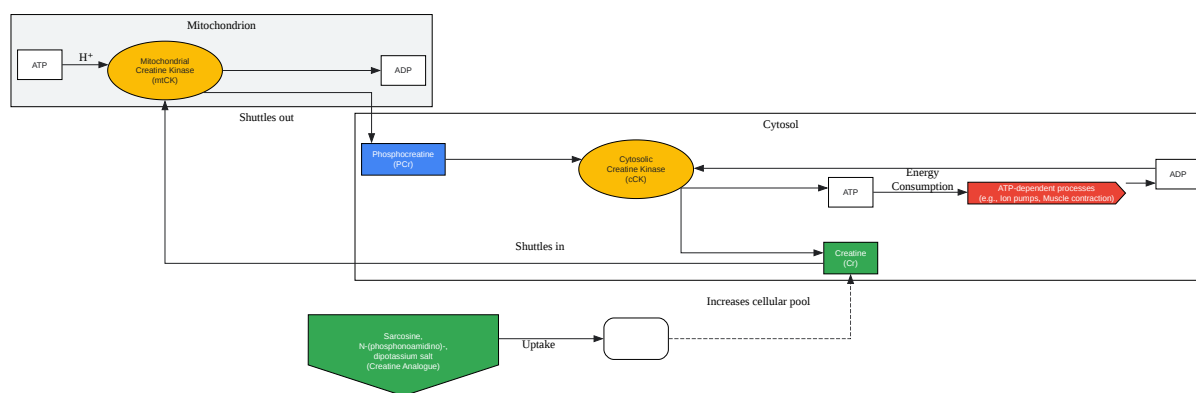 Mitochondrion
ATP
H⁺
Mitochondrial
Creatine Kinase
(mtCK)
ADP
Shuttles out
Cytosol
Phosphocreatine
(PCr)
Cytosolic
Creatine Kinase
(cCK)
Energy
Consumption
ATP
ATP-dependent processes
(e.g., Ion pumps, Muscle contraction)
ADP
Shuttles in
Creatine
(Cr)
Increases cellular pool
Sarcosine,
N-(phosphonoamidino)-,
dipotassium salt
(Creatine Analogue)
Uptake